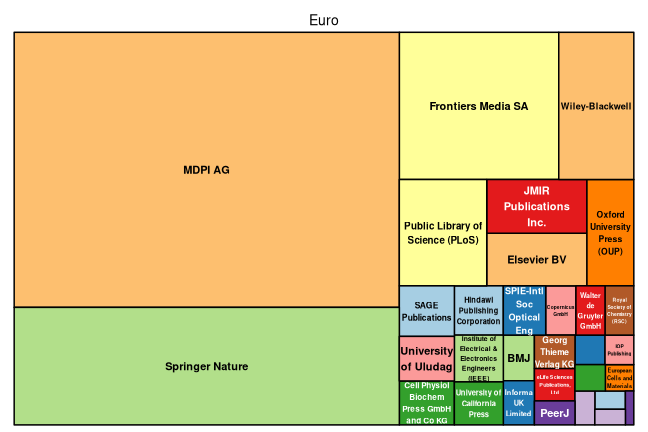 Euro
MDPI AG
Springer Nature
Frontiers Media SA
Wiley-Blackwell
Public Library of
Science (PLoS)
JMIR
Publications
Inc.
Elsevier BV
Oxford
University
Press
(OUP)
SAGE
Publications
Hindawi
Publishing
Corporation
SPIE-Intl
Soc
Optical
Eng
Copernicus
GmbH
Walter
de
Gruyter
GmbH
Royal
Society of
Chemistry
(RSC)
University
of Uludag
Institute of
Electrical &
Electronics
Engineers
(IEEE)
BMJ
Georg
Thieme
Verlag KG
IOP
Publishing
eLife Sciences
Publications,
Ltd
European
Cells and
Materials
Cell Physiol
Biochem
Press GmbH
and Co KG
University of
California
Press
Informa
UK
Limited
PeerJ